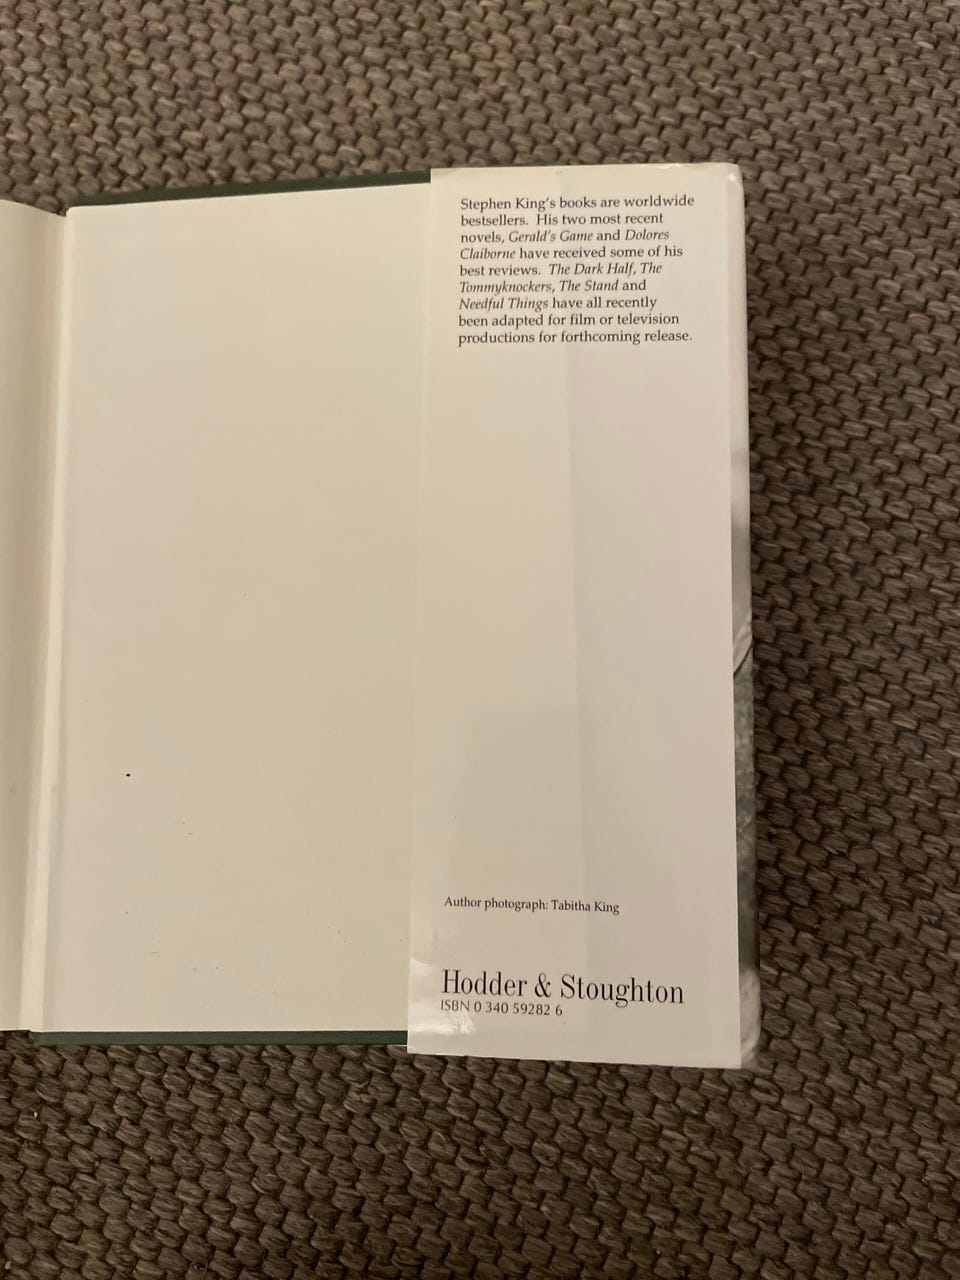 Stephen King's books are worldwide
bestsellers. His two most recent
novels, Gerald's Game and Dolores
Claiborne have received some of his
best reviews. The Dark Half, The
Tommyknockers, The Stand and
Needful Things have all recently
been adapted for film or television
productions for forthcoming release.
Author photograph: Tabitha King
Hodder & Stoughton
ISBN 0 340 59282 6